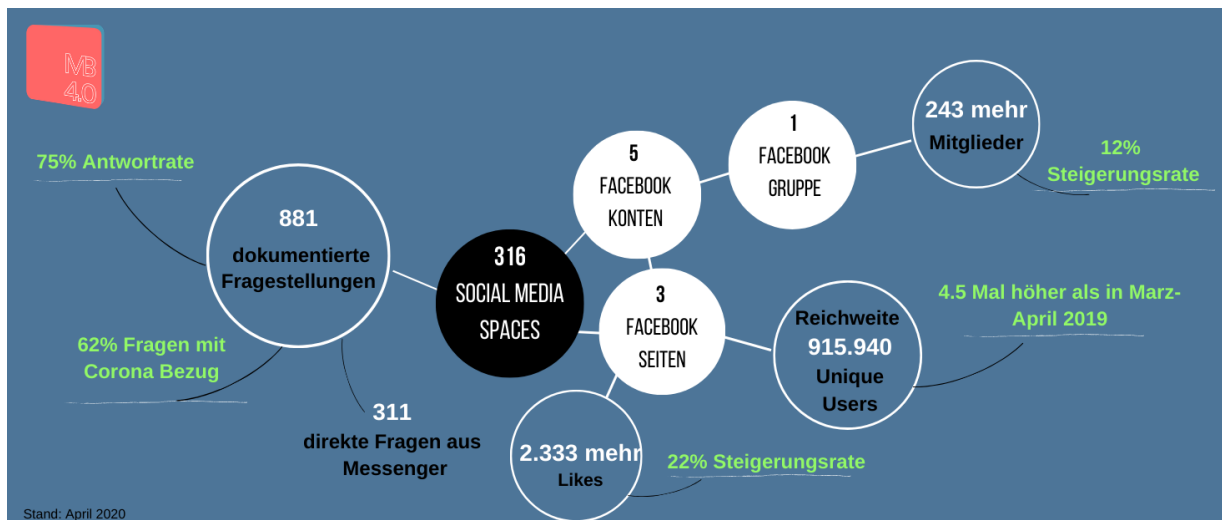 MB
4.0
75% Antwortrate
881
dokumentierte
Fragestellungen
62% Fragen mit
Corona Bezug
311
direkte Fragen aus
Messenger
316
SOCIAL MEDIA
SPACES
5
FACEBOOK
KONTEN
1
FACEBOOK
GRUPPE
243 mehr
Mitglieder
12%
Steigerungsrate
3
FACEBOOK
SEITEN
Reichweite
915.940
Unique
Users
4.5 Mal höher als in Marz-
April 2019
2.333 mehr
Likes
22% Steigerungsrate
Stand: April 2020